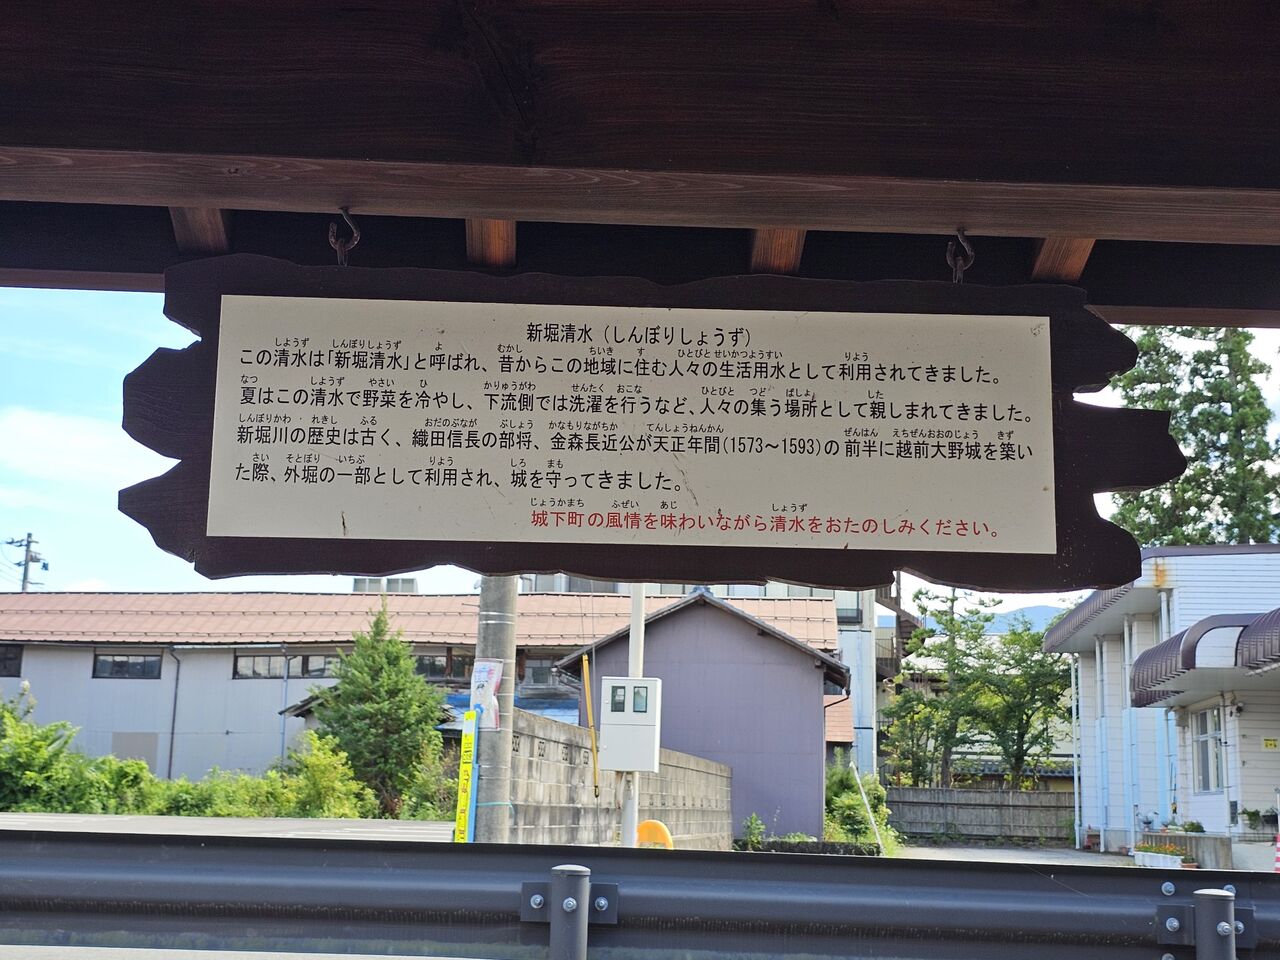 新堀清水（しんぼりしょうず）
この清水は「新堀清水」と呼ばれ、昔からこの地域に住む人々の生活用水として利用されてきました。
夏はこの清水で野菜を冷やし、下流側では洗濯を行うなど、人々の集う場所として親しまれてきました。
新堀川の歴史は古く、織田信長の部将、金森長近公が天正年間（1573～1593）の前半に越前大野城を築い
た際、外堀の一部として利用され、城を守ってきました。
城下町の風情を味わいながら清水をおたのしみください。